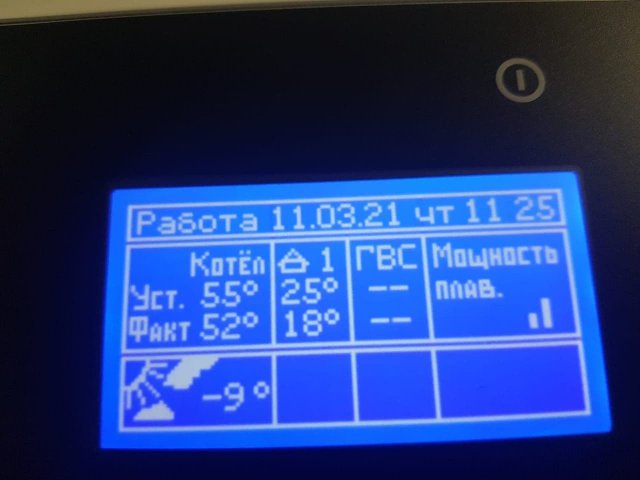 Работа 11.03.21 чт 11 25
Котёл 1 ГВС Мощность
Уст. 55° 25° -- плав.
Факт 52° 18° --
-9°